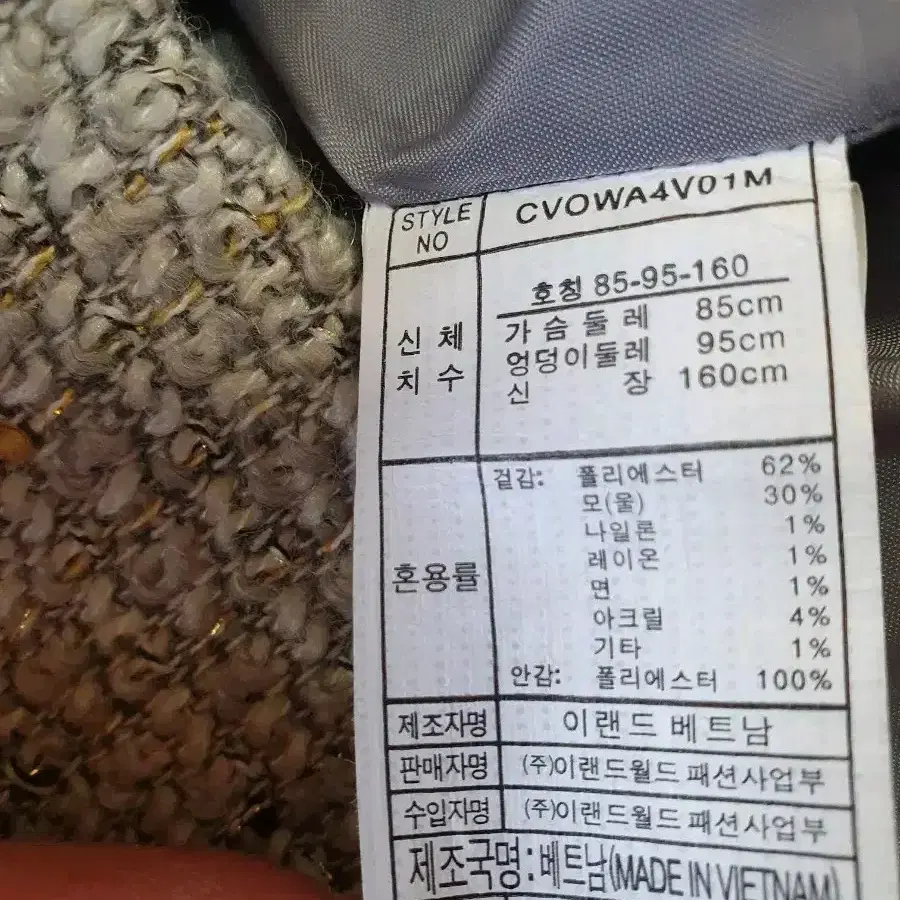 STYLE NO CVOWA4V01M
호칭 85-95-160
신체 치수
가슴둘레 85cm
엉덩이둘레 95cm
신장 160cm
혼용률
겉감: 폴리에스터 62%
모(울) 30%
나일론 1%
레이온 1%
면 1%
아크릴 4%
기타 1%
안감: 폴리에스터 100%
제조자명 이랜드베트남
판매자명 (주)이랜드월드패션사업부
수입자명 (주)이랜드월드패션사업부
제조국명:베트남(MADE IN VIETNAM)